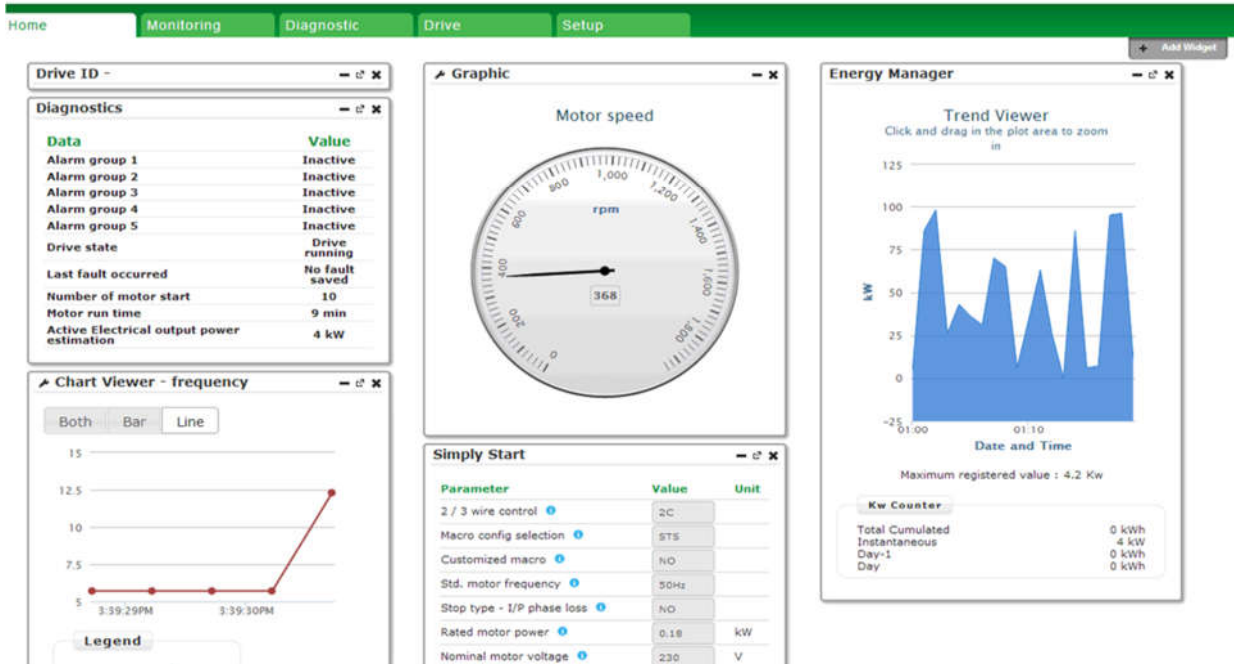 Home Monitoring Diagnostic Drive Setup
+ Add Widget
Drive ID -
Diagnostics
Data Value
Alarm group 1 Inactive
Alarm group 2 Inactive
Alarm group 3 Inactive
Alarm group 4 Inactive
Alarm group 5 Inactive
Drive state Drive running
Last fault occurred No fault saved
Number of motor start 10
Motor run time 9 min
Active Electrical output power estimation 4 kW
Chart Viewer - frequency
Both Bar Line
15
12.5
10
7.5
5
3:39:29PM 3:39:30PM
Legend
Graphic
Motor speed
0
200
400
600
800
1,000
1,200
1,400
1,600
1,800
rpm
368
Simply Start
Parameter Value Unit
2 / 3 wire control 2C
Macro config selection STS
Customized macro NO
Std. motor frequency 50Hz
Stop type - I/P phase loss NO
Rated motor power 0.18 kW
Nominal motor voltage 230 V
Energy Manager
Trend Viewer
Click and drag in the plot area to zoom
in
125
100
75
50
25
0
-25
kW
01:00 01:10
Date and Time
Maximum registered value : 4.2 Kw
Kw Counter
Total Cumulated 0 kWh
Instantaneous 4 kW
Day-1 0 kWh
Day 0 kWh